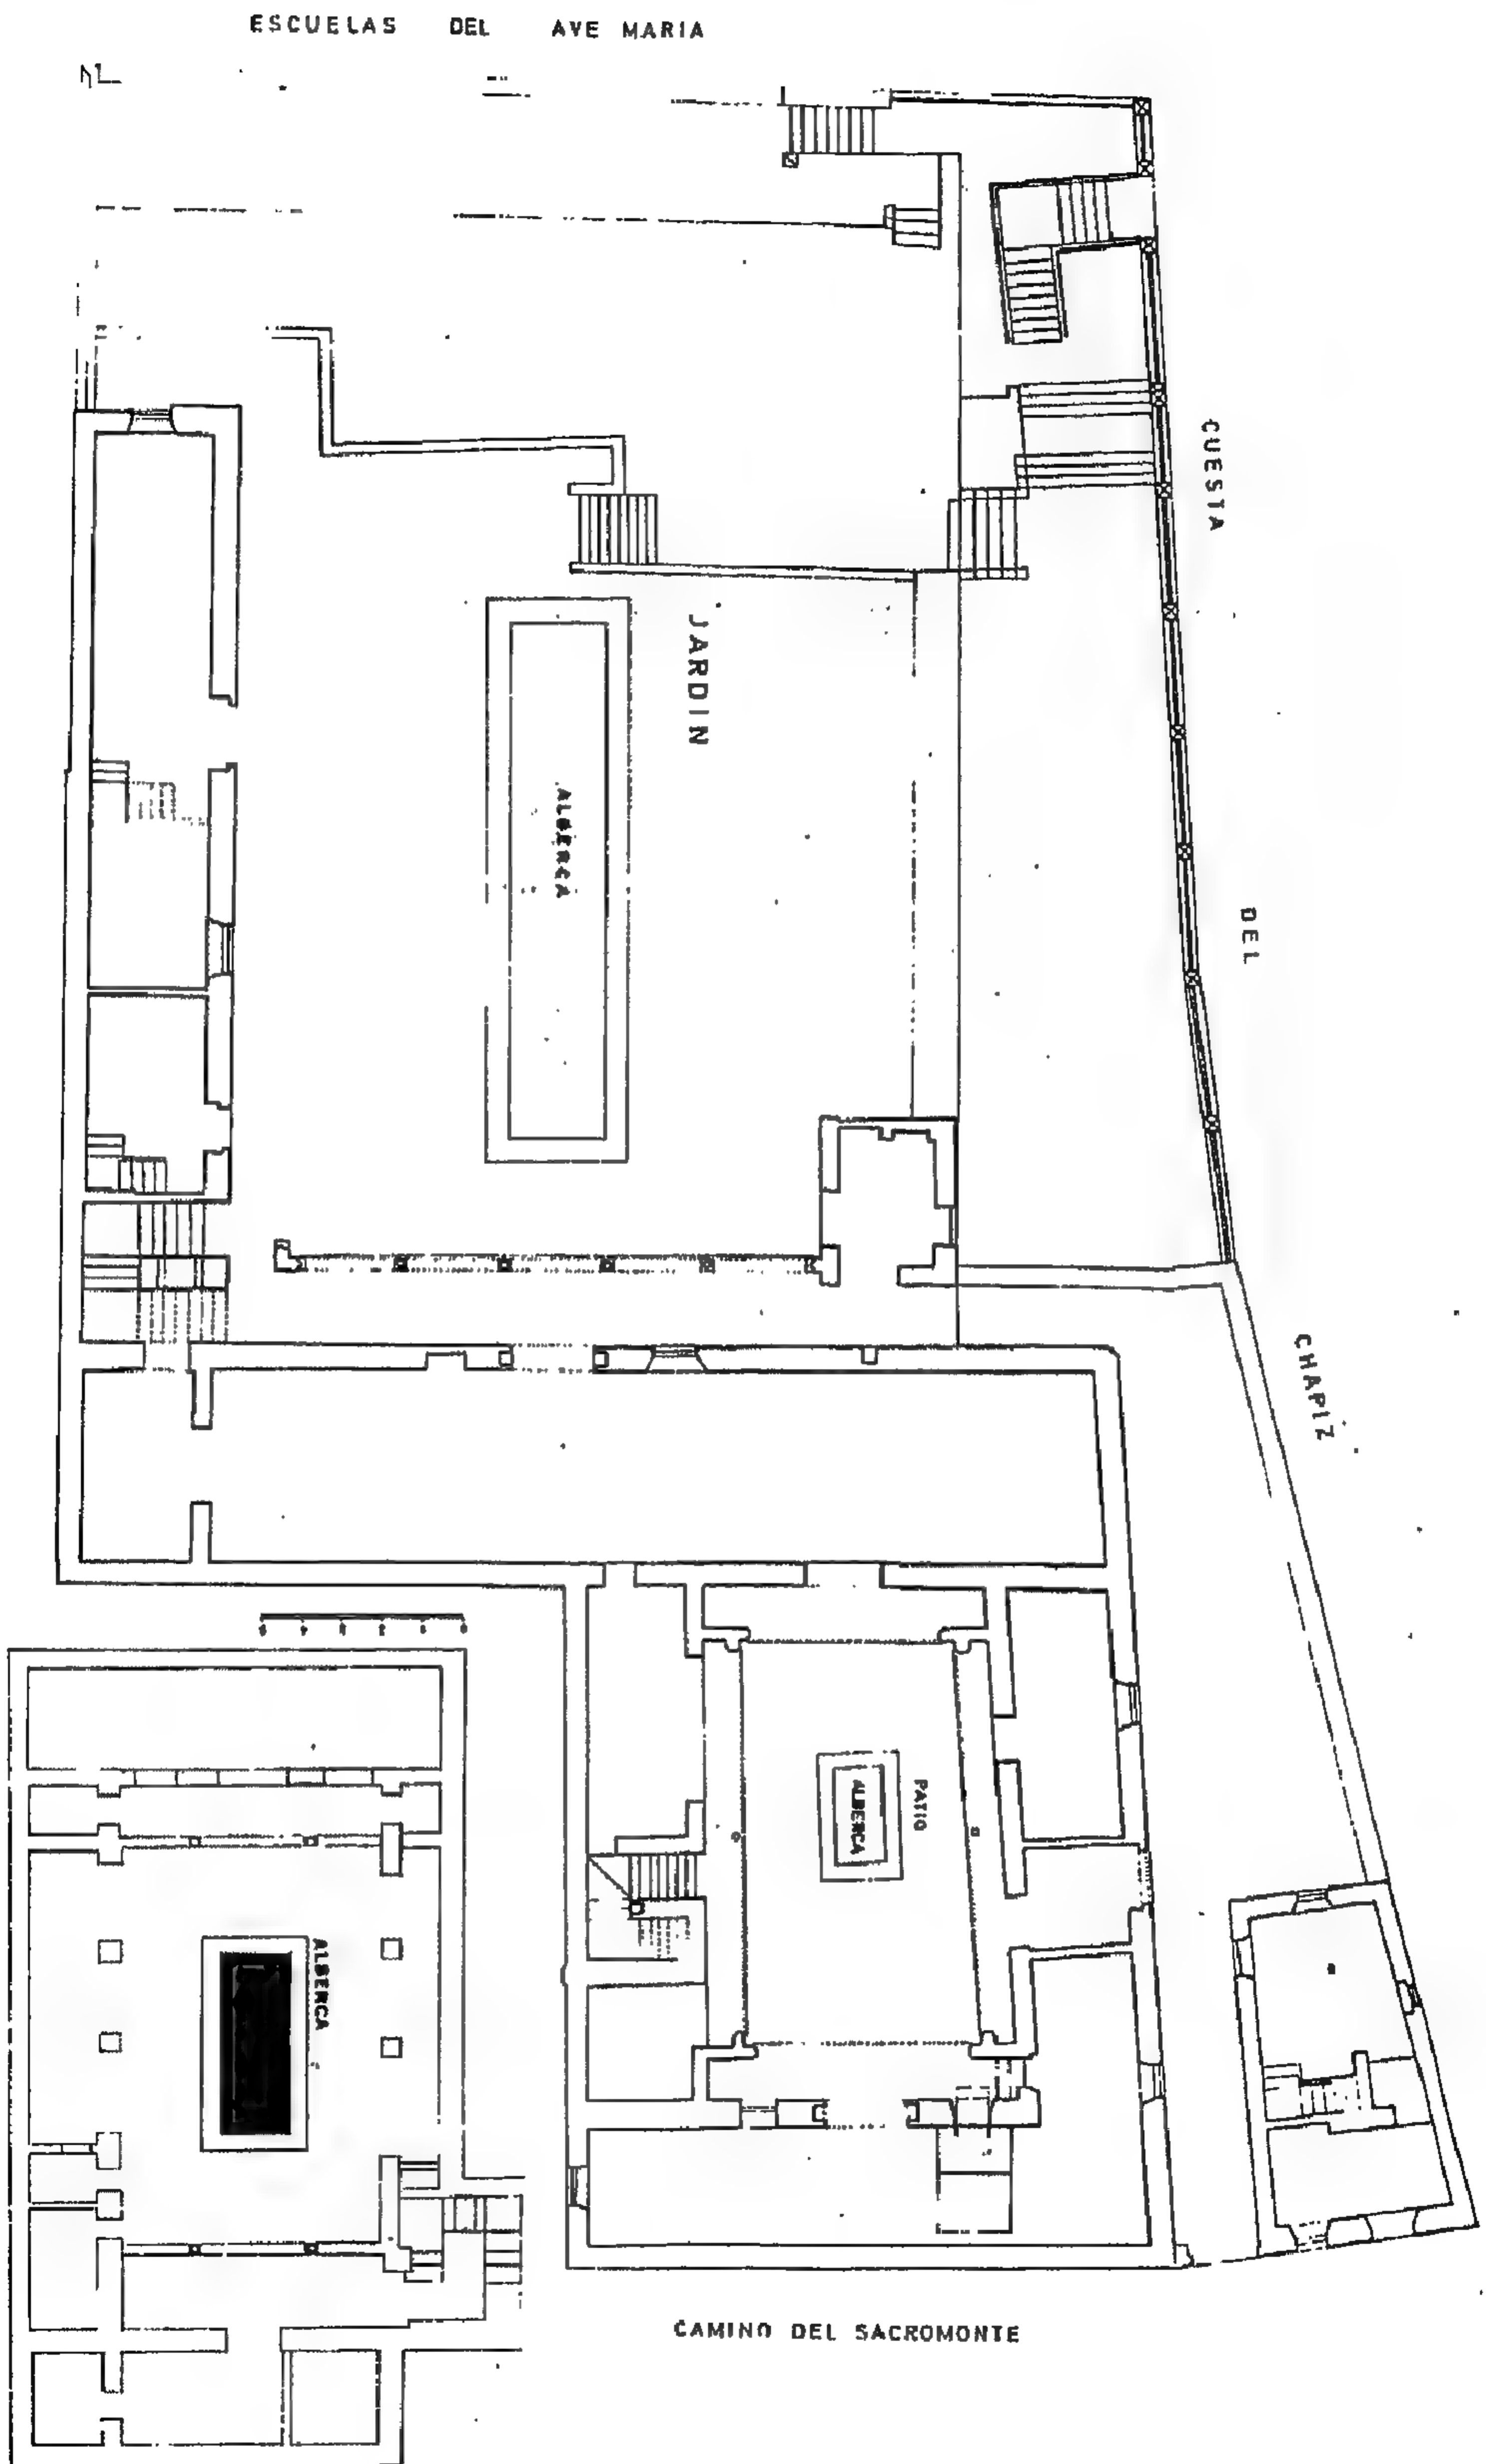 ESCUELAS DEL AVE MARIA
CUESTA
DEL
CHAPIZ
JARDIN
ALBERCA
PATIO
ALBERCA
ALBERCA
CAMINO DEL SACROMONTE